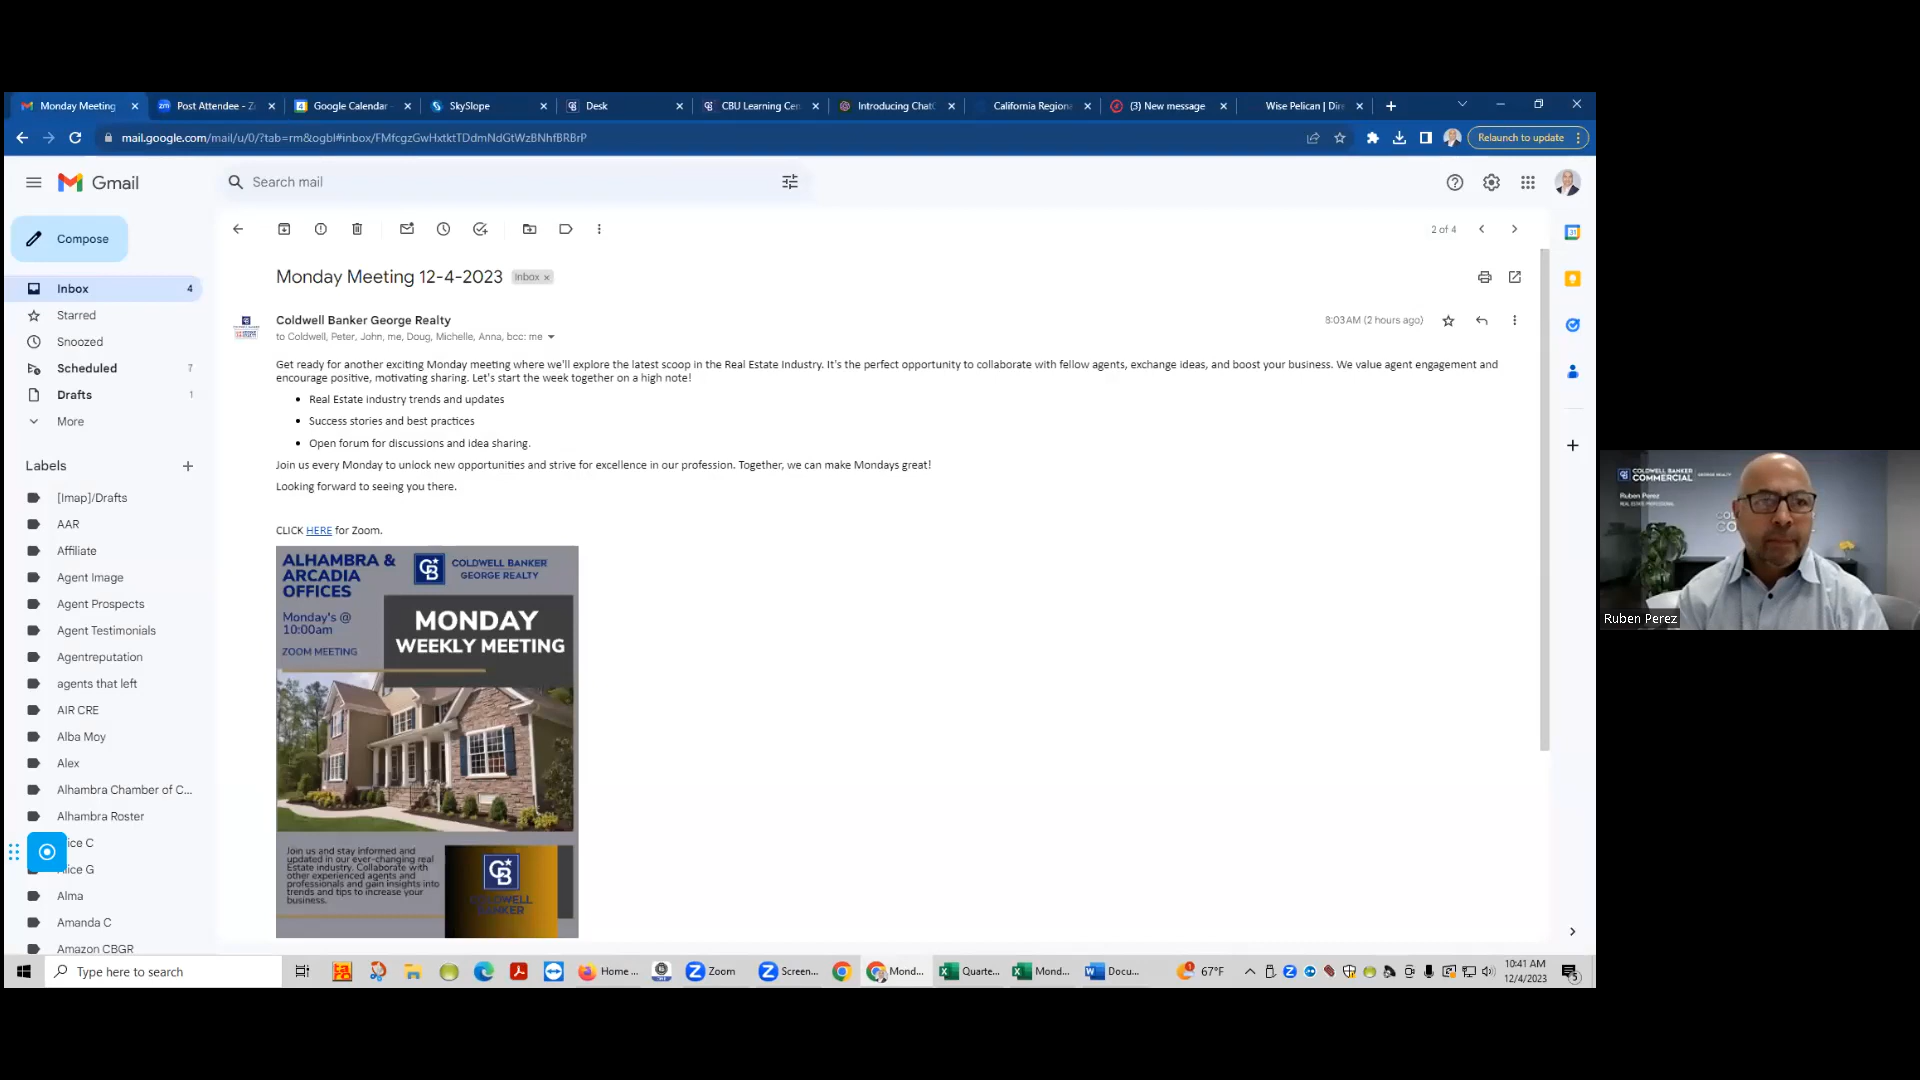 Monday Meeting
Post Attendee - Z
Google Calendar -
SkySlope
Desk
CBU Learning Cen
Introducing ChatG
California Regiona
(3) New message
Wise Pelican | Dire
mail.google.com/mail/u/0/?tab=rm&ogbl#inbox/FMfcgzGwHxtktTDdmNdGtWzBNhfBRBrP
Relaunch to update
Gmail
Search mail
Compose
2 of 4
Monday Meeting 12-4-2023
Inbox x
Inbox 4
Starred
Snoozed
Scheduled 7
Drafts 1
More
Labels
[Imap]/Drafts
AAR
Affiliate
Agent Image
Agent Prospects
Agent Testimonials
Agentreputation
agents that left
AIR CRE
Alba Moy
Alex
Alhambra Chamber of C...
Alhambra Roster
ice C
lice G
Alma
Amanda C
Amazon CBGR
Coldwell Banker George Realty
8:03 AM (2 hours ago)
to Coldwell, Peter, John, me, Doug, Michelle, Anna, bcc: me
Get ready for another exciting Monday meeting where we'll explore the latest scoop in the Real Estate Industry. It's the perfect opportunity to collaborate with fellow agents, exchange ideas, and boost your business. We value agent engagement and
encourage positive, motivating sharing. Let's start the week together on a high note!
• Real Estate industry trends and updates
• Success stories and best practices
• Open forum for discussions and idea sharing.
Join us every Monday to unlock new opportunities and strive for excellence in our profession. Together, we can make Mondays great!
Looking forward to seeing you there.
CLICK HERE for Zoom.
ALHAMBRA &
ARCADIA
OFFICES
COLDWELL BANKER
GEORGE REALTY
Monday's @
10:00am
ZOOM MEETING
MONDAY
WEEKLY MEETING
Join us and stay informed and
updated in our ever-changing real
Estate industry. Collaborate with
other experienced agents and
professionals and gain insights into
trends and tips to increase your
business.
COLDWELL
BANKER
COLDWELL BANKER
COMMERCIAL
GEORGE REALTY
Ruben Perez
REAL ESTATE PROFESSIONAL
Ruben Perez
Type here to search
Home ...
Zoom
Screen...
Mond...
Quarte...
Mond...
Docu...
67°F
10:41 AM
12/4/2023